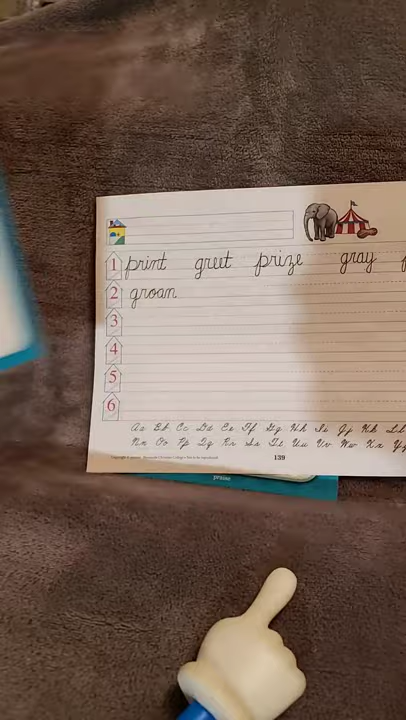 1 print greet prize gray
2 groan
3
4
5
6
Aa Bb Cc Dd Ee Ff Gg Hh Ii Jj Kk Ll
Nn Oo Pp Qq Rr Ss Tt Uu Vv Ww Xx Yy
139
praise